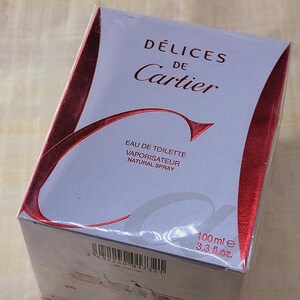 DÉLICES
DE
Cartier
EAU DE TOILETTE
VAPORISATEUR
NATURAL SPRAY
100 ml e
3.3 fl.oz.